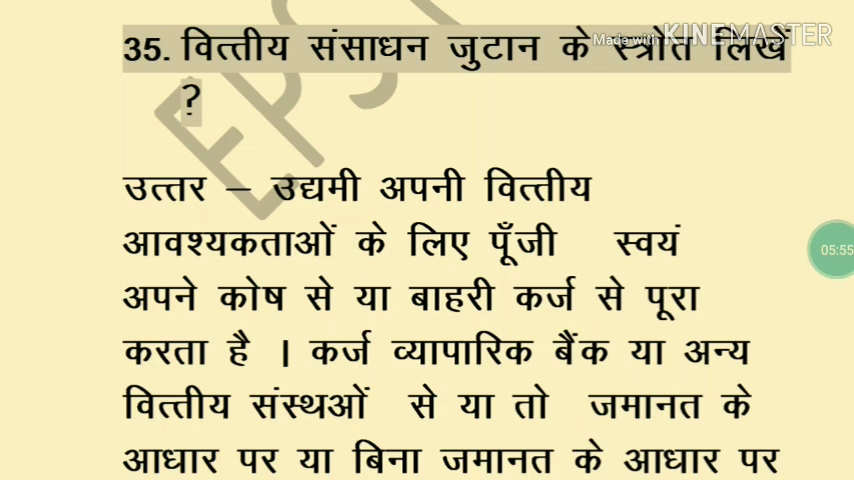 Made with KINEMASTER
35. वित्तीय संसाधन जुटान के स्त्रोत लिखें
?
EPS
उत्तर – उद्यमी अपनी वित्तीय
आवश्यकताओं के लिए पूँजी स्वयं
05:55
अपने कोष से या बाहरी कर्ज से पूरा
करता है । कर्ज व्यापारिक बैंक या अन्य
वित्तीय संस्थओं से या तो जमानत के
आधार पर या बिना जमानत के आधार पर